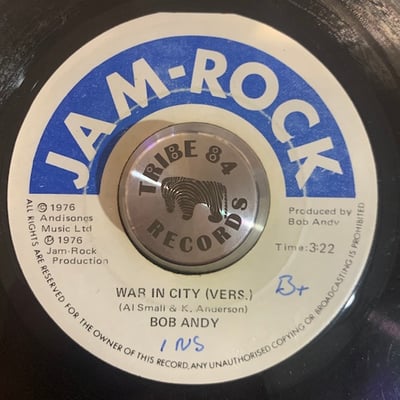 JAM-ROCK
TRIBE 84
RECORDS
℗ 1976
Andisongs
Music Ltd
℗ 1976
Jam-Rock
Production
Produced by
Bob Andy
Time: 3:22
WAR IN CITY (VERS.)
(Al Small & K. Anderson)
BOB ANDY
B+
INS
ALL RIGHTS ARE RESERVED FOR THE OWNER OF THIS RECORD, ANY UNAUTHORISED COPYING OR BROADCASTING IS PROHIBITED